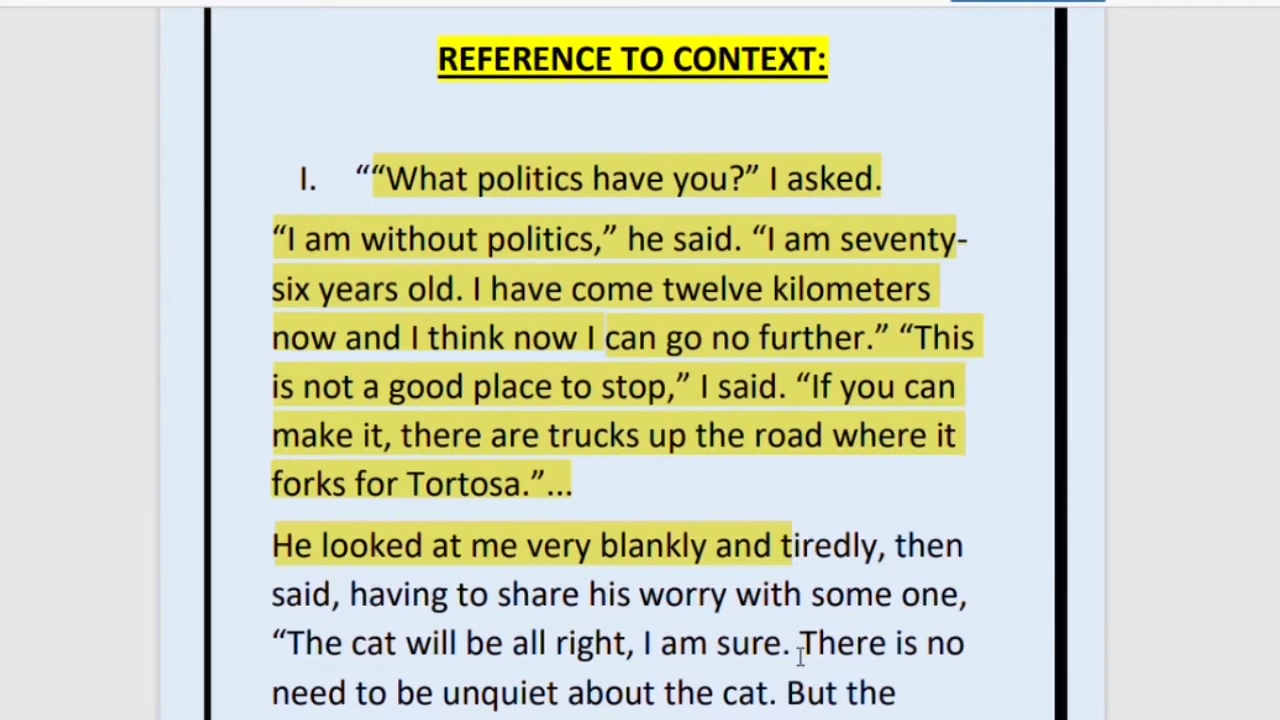 REFERENCE TO CONTEXT:
I. ““What politics have you?” I asked.
“I am without politics,” he said. “I am seventy-
six years old. I have come twelve kilometers
now and I think now I can go no further.” “This
is not a good place to stop,” I said. “If you can
make it, there are trucks up the road where it
forks for Tortosa.”...
He looked at me very blankly and tiredly, then
said, having to share his worry with some one,
“The cat will be all right, I am sure. There is no
need to be unquiet about the cat. But the